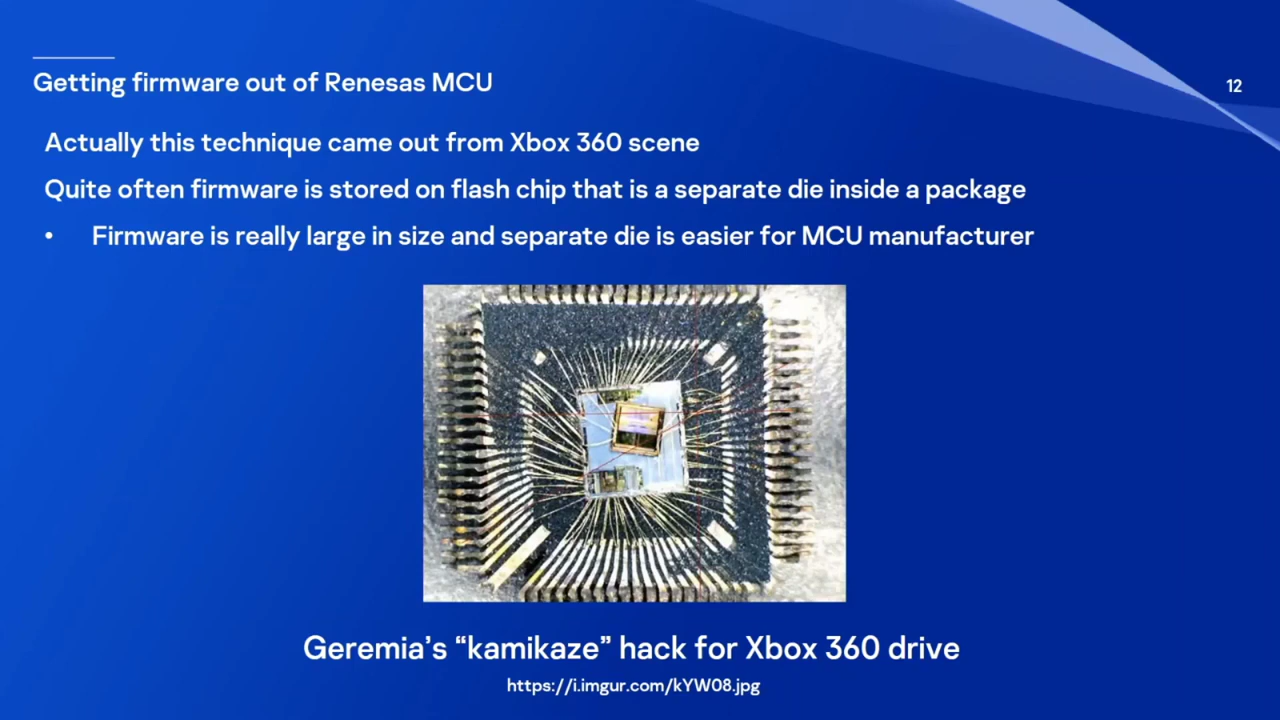 Getting firmware out of Renesas MCU
12
Actually this technique came out from Xbox 360 scene
Quite often firmware is stored on flash chip that is a separate die inside a package
• Firmware is really large in size and separate die is easier for MCU manufacturer
Geremia’s “kamikaze” hack for Xbox 360 drive
https://i.imgur.com/kYW08.jpg